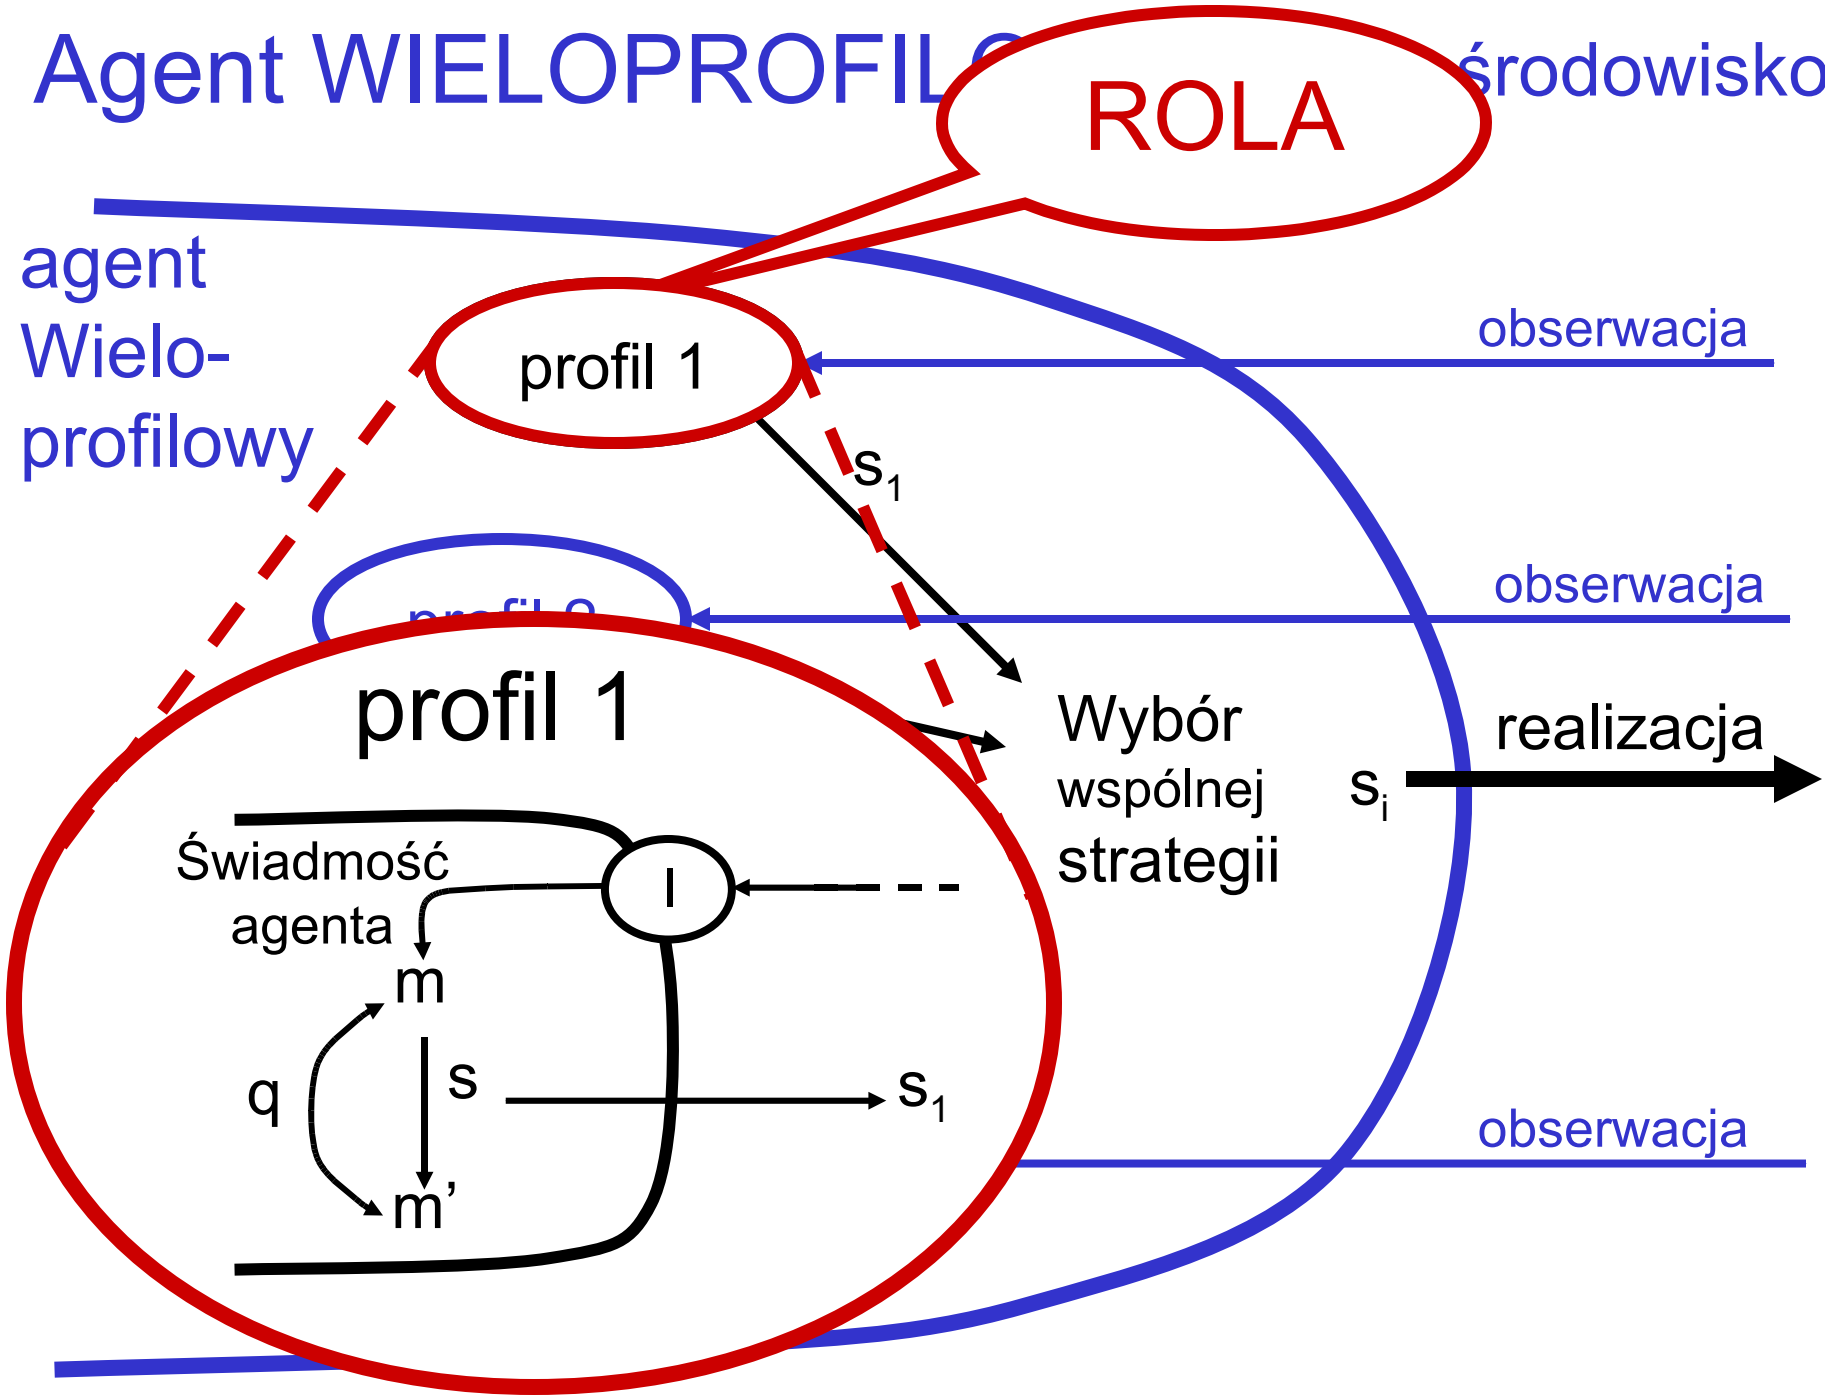 Agent WIELOPROFIL
środowisko
ROLA
agent
Wielo-
profilowy
obserwacja
profil 1
s1
obserwacja
profil 1
Wybór
wspólnej
strategii
realizacja
si
Świadmość
agenta
I
m
q
s
s1
m’
obserwacja